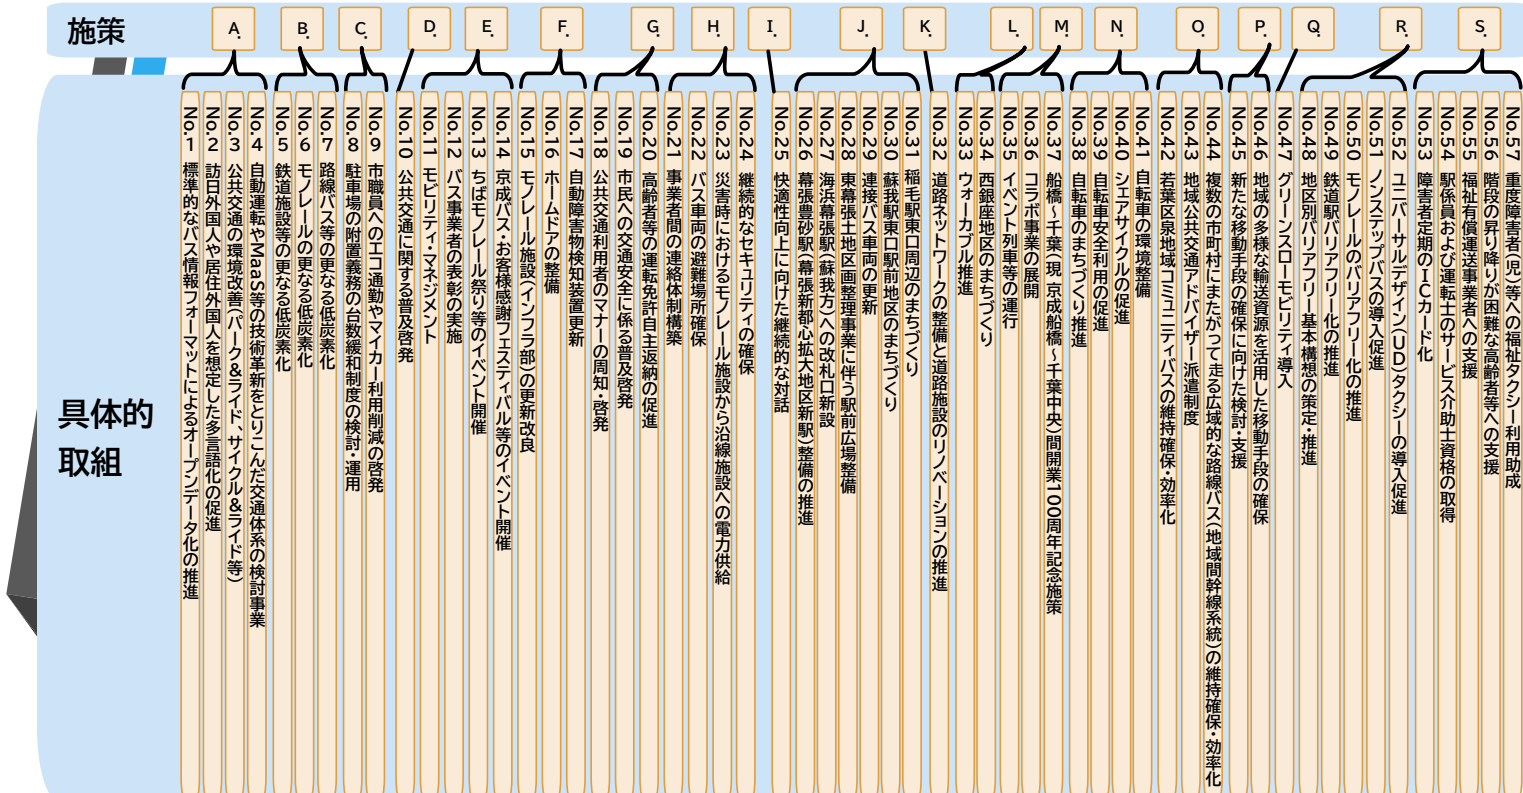 施策
A.
B.
C.
D.
E.
F.
G.
H.
I.
J.
K.
L.
M.
N.
O.
P.
Q.
R.
S.
具体的
取組
No.1 標準的なバス情報フォーマットによるオープンデータ化の推進
No.2 訪日外国人や居住外国人を想定した多言語化の促進
No.3 公共交通の環境改善(パーク&ライド、サイクル&ライド等)
No.4 自動運転やMaaS等の技術革新をとりこんだ交通体系の検討事業
No.5 鉄道施設等の更なる低炭素化
No.6 モノレールの更なる低炭素化
No.7 路線バス等の更なる低炭素化
No.8 駐車場の附置義務の台数緩和制度の検討・運用
No.9 市職員へのエコ通勤やマイカー利用削減の啓発
No.10 公共交通に関する普及啓発
No.11 モビリティ・マネジメント
No.12 バス事業者の表彰の実施
No.13 ちばモノレール祭り等のイベント開催
No.14 京成バス・お客様感謝フェスティバル等のイベント開催
No.15 モノレール施設(インフラ部)の更新改良
No.16 ホームドアの整備
No.17 自動障害物検知装置更新
No.18 公共交通利用者のマナーの周知・啓発
No.19 市民への交通安全に係る普及啓発
No.20 高齢者等の運転免許自主返納の促進
No.21 事業者間の連絡体制構築
No.22 バス車両の避難場所確保
No.23 災害時におけるモノレール施設から沿線施設への電力供給
No.24 継続的なセキュリティの確保
No.25 快適性向上に向けた継続的な対話
No.26 幕張豊砂駅(幕張新都心拡大地区新駅)整備の推進
No.27 海浜幕張駅(蘇我方)への改札口新設
No.28 東幕張土地区画整理事業に伴う駅前広場整備
No.29 連接バス車両の更新
No.30 蘇我駅東口駅前地区のまちづくり
No.31 稲毛駅東口周辺のまちづくり
No.32 道路ネットワークの整備と道路施設のリノベーションの推進
No.33 ウォーカブル推進
No.34 西銀座地区のまちづくり
No.35 イベント列車等の運行
No.36 コラボ事業の展開
No.37 船橋～千葉(現 京成船橋～千葉中央)間開業100周年記念施策
No.38 自転車のまちづくり推進
No.39 自転車安全利用の促進
No.40 シェアサイクルの促進
No.41 自転車の環境整備
No.42 若葉区泉地域コミュニティバスの維持確保・効率化
No.43 地域公共交通アドバイザー派遣制度
No.44 複数の市町村にまたがって走る広域的な路線バス(地域間幹線系統)の維持確保・効率化
No.45 新たな移動手段の確保に向けた検討・支援
No.46 地域の多様な輸送資源を活用した移動手段の確保
No.47 グリーンスローモビリティ導入
No.48 地区別バリアフリー基本構想の策定・推進
No.49 鉄道駅バリアフリー化の推進
No.50 モノレールのバリアフリー化の推進
No.51 ノンステップバスの導入促進
No.52 ユニバーサルデザイン(UD)タクシーの導入促進
No.53 障害者定期のICカード化
No.54 駅係員および運転士のサービス介助士資格の取得
No.55 福祉有償運送事業者への支援
No.56 階段の昇り降りが困難な高齢者等への支援
No.57 重度障害者(児)等への福祉タクシー利用助成